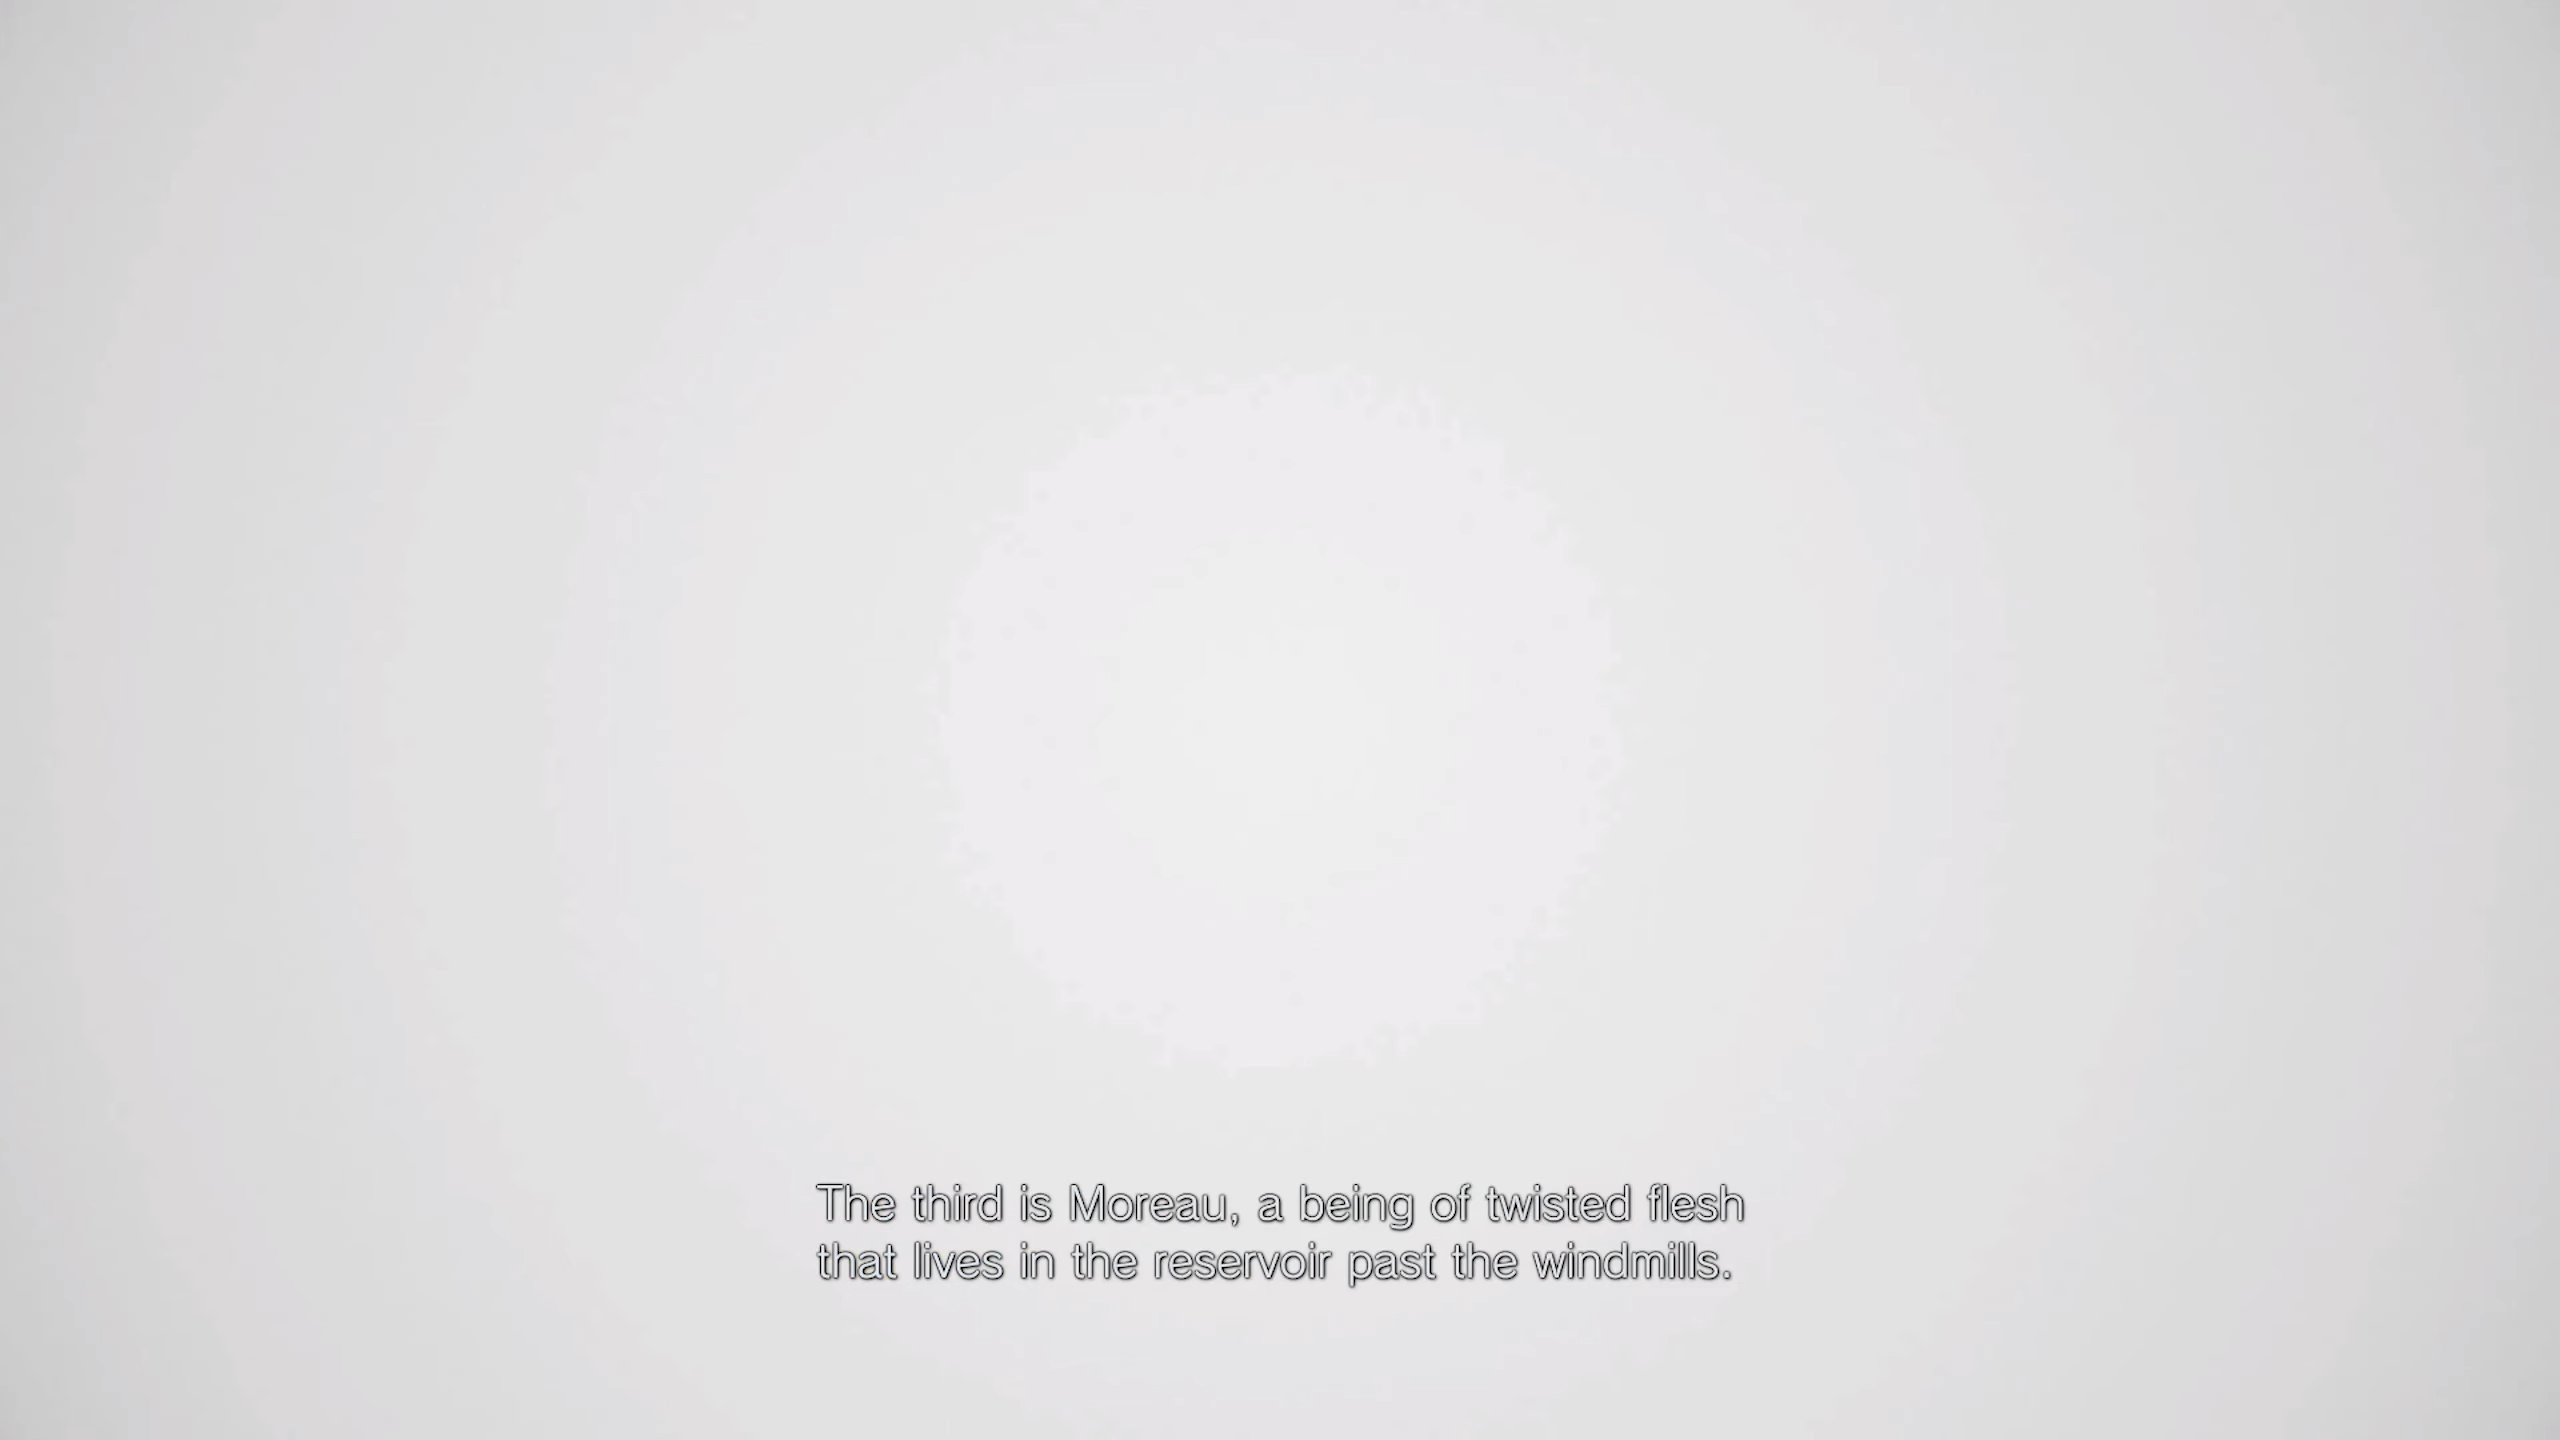 The third is Moreau, a being of twisted flesh
that lives in the reservoir past the windmills.